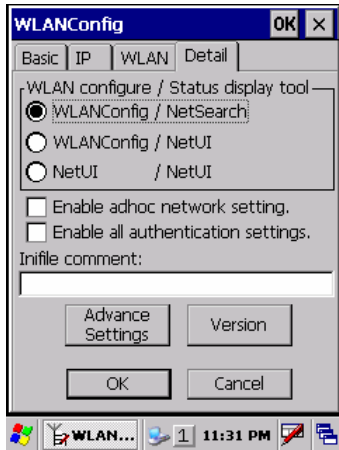 WLANConfig OK ×
Basic IP WLAN Detail
WLAN configure / Status display tool
WLANConfig / NetSearch
WLANConfig / NetUI
NetUI / NetUI
Enable adhoc network setting.
Enable all authentication settings.
Inifile comment:
Advance
Settings
Version
OK Cancel
WLAN... 1 11:31 PM